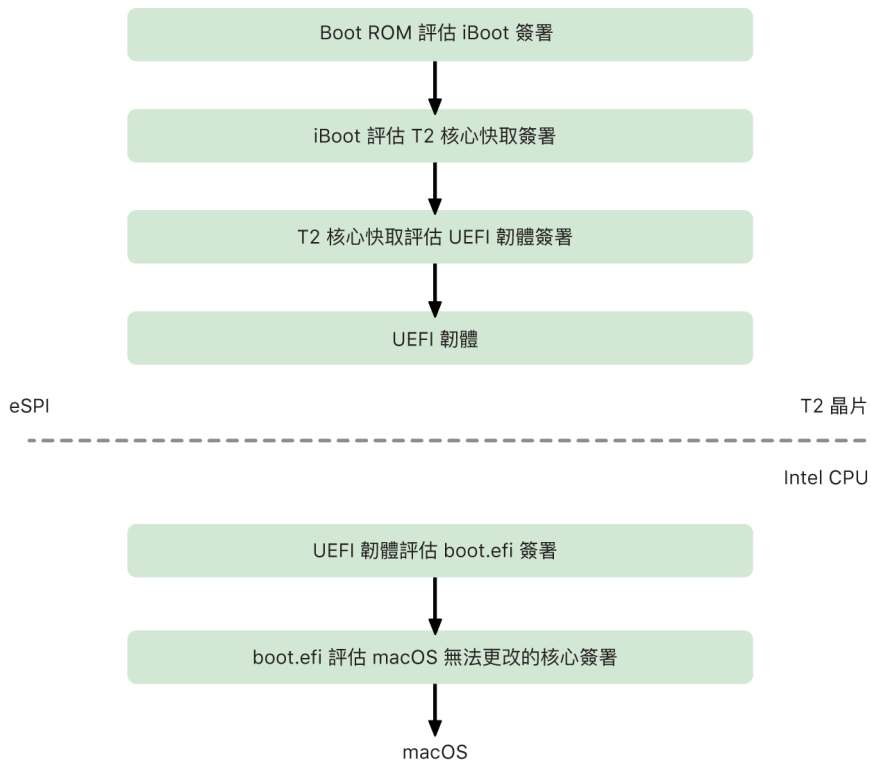 Boot ROM 評估 iBoot 簽署
iBoot 評估 T2 核心快取簽署
T2 核心快取評估 UEFI 韌體簽署
UEFI 韌體
eSPI
T2 晶片
Intel CPU
UEFI 韌體評估 boot.efi 簽署
boot.efi 評估 macOS 無法更改的核心簽署
macOS